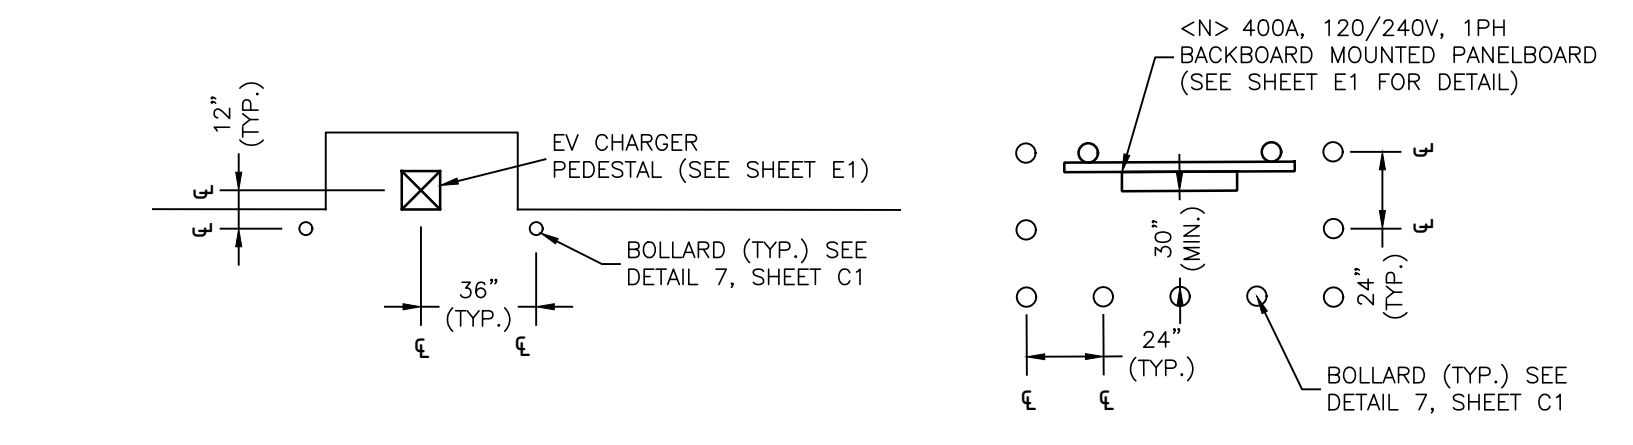 12"
(TYP.)
EV CHARGER
PEDESTAL (SEE SHEET E1)
℄
℄
BOLLARD (TYP.) SEE
DETAIL 7, SHEET C1
36"
(TYP.)
℄
℄
<N> 400A, 120/240V, 1PH
BACKBOARD MOUNTED PANELBOARD
(SEE SHEET E1 FOR DETAIL)
℄
℄
30"
(MIN.)
24"
(TYP.)
24"
(TYP.)
℄
℄
BOLLARD (TYP.) SEE
DETAIL 7, SHEET C1